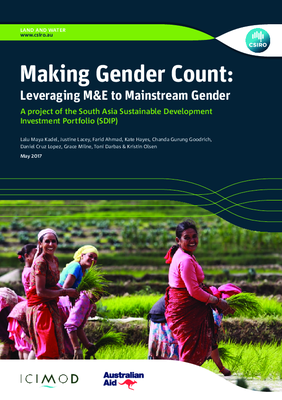 LAND AND WATER
www.csiro.au
CSIRO
Making Gender Count:
Leveraging M&E to Mainstream Gender
A project of the South Asia Sustainable Development
Investment Portfolio (SDIP)
Lalu Maya Kadel, Justine Lacey, Farid Ahmad, Kate Hayes, Chanda Gurung Goodrich,
Daniel Cruz Lopez, Grace Milne, Toni Darbas & Kristin Olsen
May 2017
ICIMOD
Australian
Aid